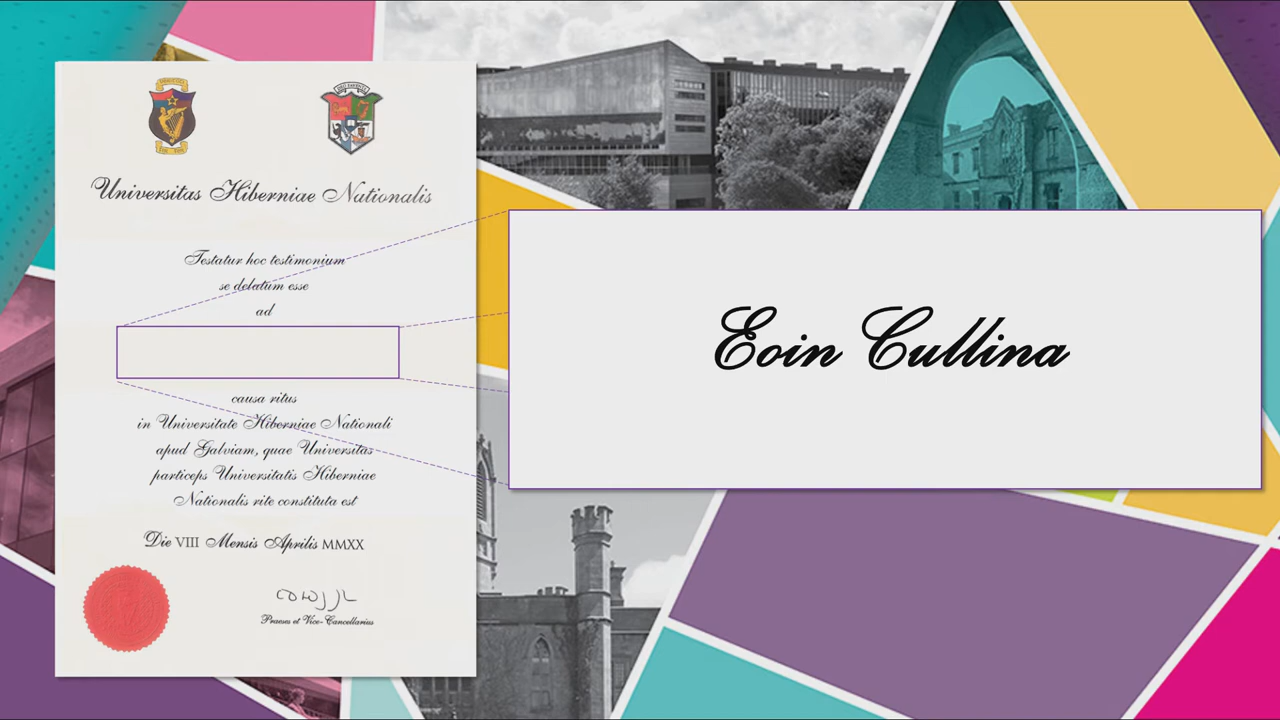 Universitas Hiberniae Nationalis
Testatur hoc testimonium
se delatum esse
ad
Eoin Cullina
causa ritus
in Universitate Hiberniae Nationali
apud Galviam, quae Universitas
particeps Universitatis Hiberniae
Nationalis rite constituta est
Die VIII Mensis Aprilis MMXX
Praeses et Vice-Cancellarius